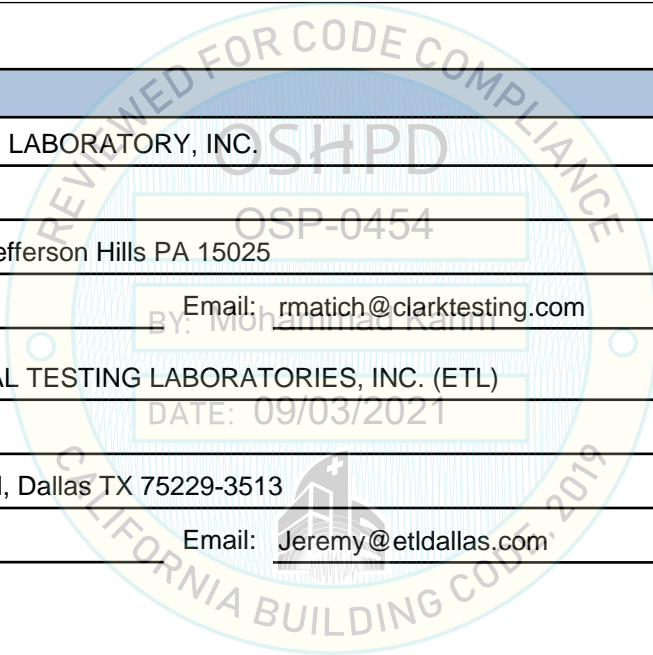 REVIEWED FOR CODE COMPLIANCE
LABORATORY, INC.
OSHPD
OSP-0454
efferson Hills PA 15025
Email: rmatich@clarktesting.com
BY: Mohammad Karim
AL TESTING LABORATORIES, INC. (ETL)
DATE: 09/03/2021
, Dallas TX 75229-3513
Email: Jeremy@etldallas.com
CALIFORNIA BUILDING CODE, 2019